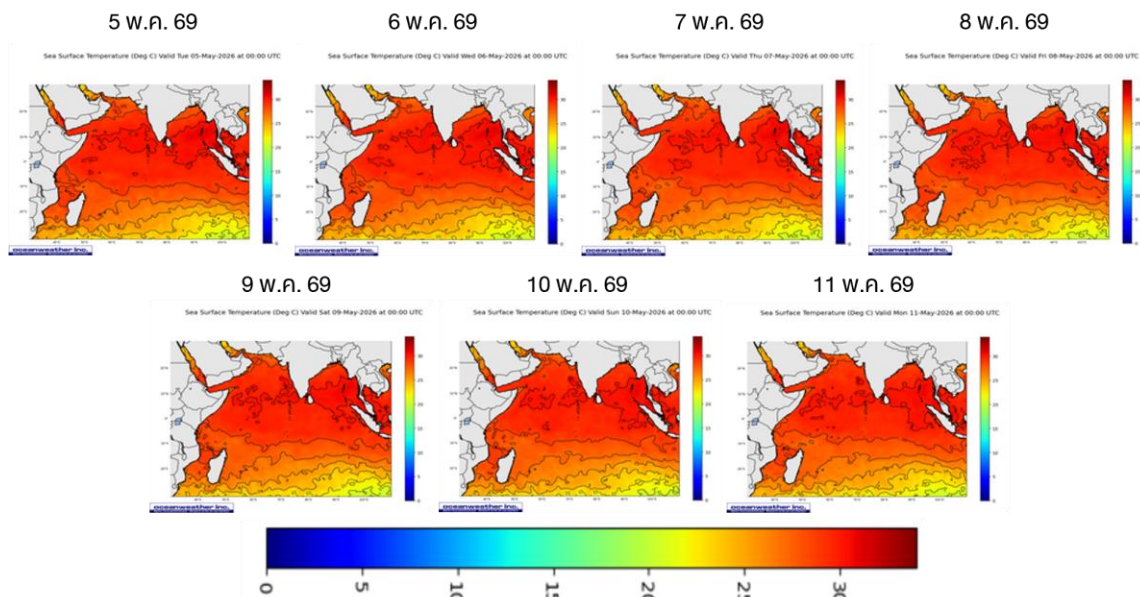 5 พ.ค. 69
6 พ.ค. 69
7 พ.ค. 69
8 พ.ค. 69
Sea Surface Temperature (Deg C) Valid Tue 05-May-2026 at 00:00 UTC
Sea Surface Temperature (Deg C) Valid Wed 06-May-2026 at 00:00 UTC
Sea Surface Temperature (Deg C) Valid Thu 07-May-2026 at 00:00 UTC
Sea Surface Temperature (Deg C) Valid Fri 08-May-2026 at 00:00 UTC
oceanweather inc.
oceanweather inc.
oceanweather inc.
oceanweather inc.
9 พ.ค. 69
10 พ.ค. 69
11 พ.ค. 69
Sea Surface Temperature (Deg C) Valid Sat 09-May-2026 at 00:00 UTC
Sea Surface Temperature (Deg C) Valid Sun 10-May-2026 at 00:00 UTC
Sea Surface Temperature (Deg C) Valid Mon 11-May-2026 at 00:00 UTC
oceanweather inc.
oceanweather inc.
oceanweather inc.
0 5 10 15 20 25 30